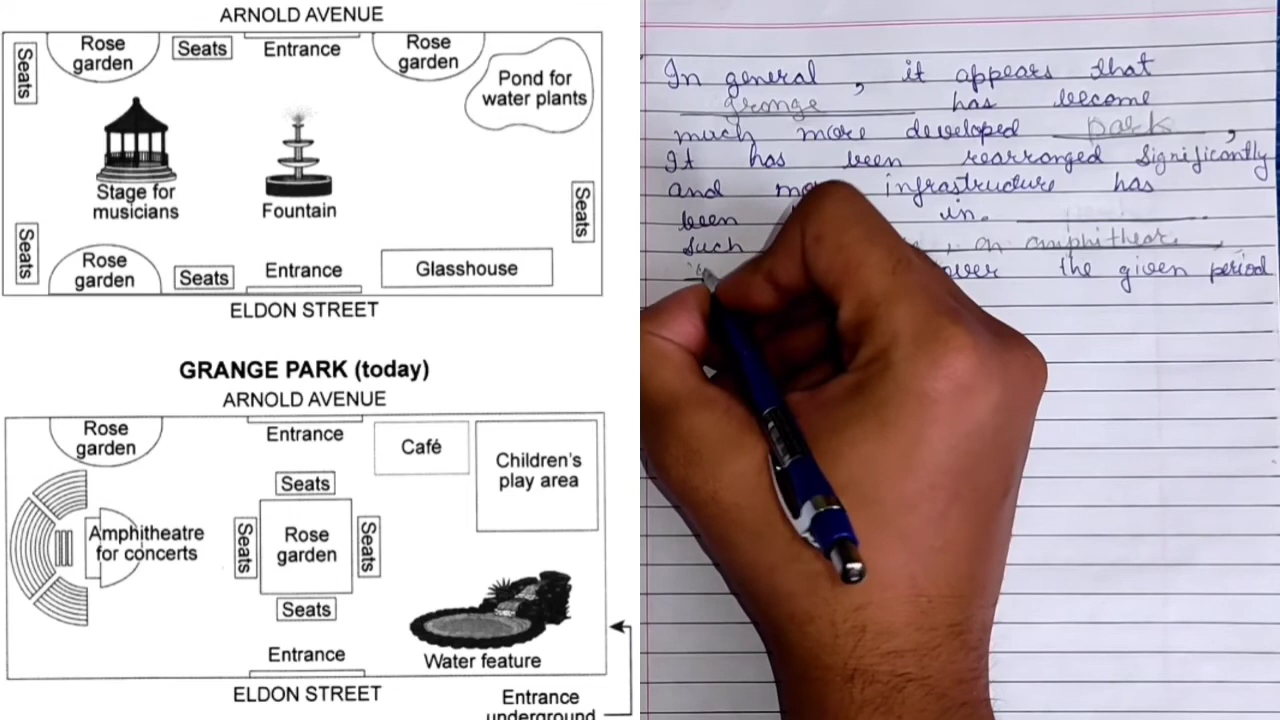 ARNOLD AVENUE
Rose
garden
Seats
Entrance
Rose
garden
Seats
Pond for
water plants
Stage for
musicians
Fountain
Seats
Seats
Rose
garden
Seats
Entrance
Glasshouse
ELDON STREET
GRANGE PARK (today)
ARNOLD AVENUE
Rose
garden
Entrance
Café
Children's
play area
Seats
Amphitheatre
for concerts
Seats
Rose
garden
Seats
Seats
Entrance
Water feature
ELDON STREET
Entrance
underground
In general , it appears that
grange has become
much more developed park ,
It has been rearranged significantly
and infrastructure has
been in.
such , an amphithear
over the given period